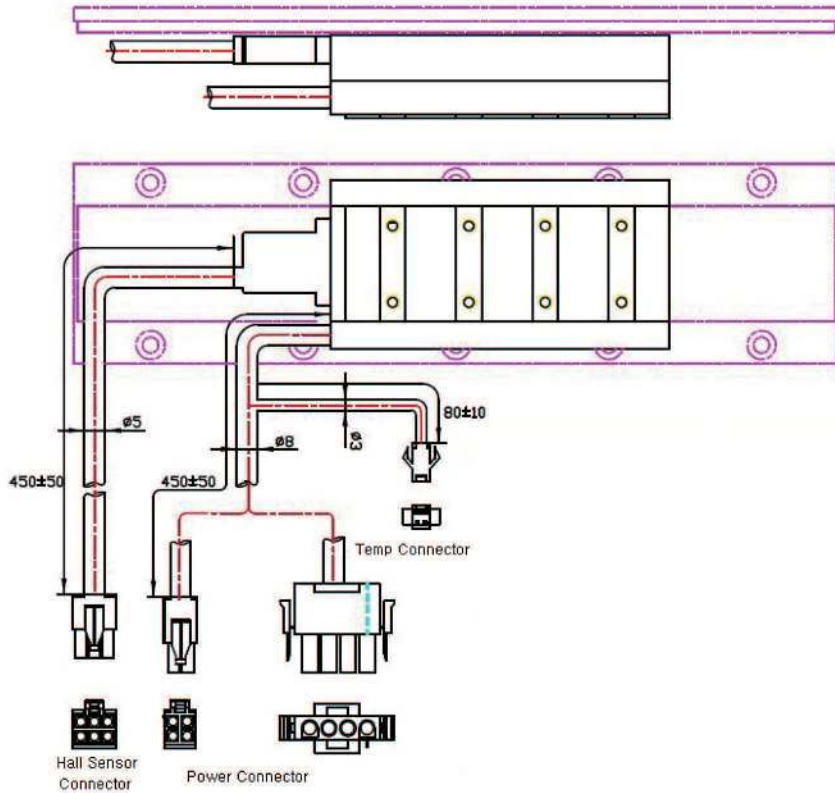 80±10
ø5
ø8
ø3
450±50
450±50
Temp Connector
Hall Sensor
Connector
Power Connector